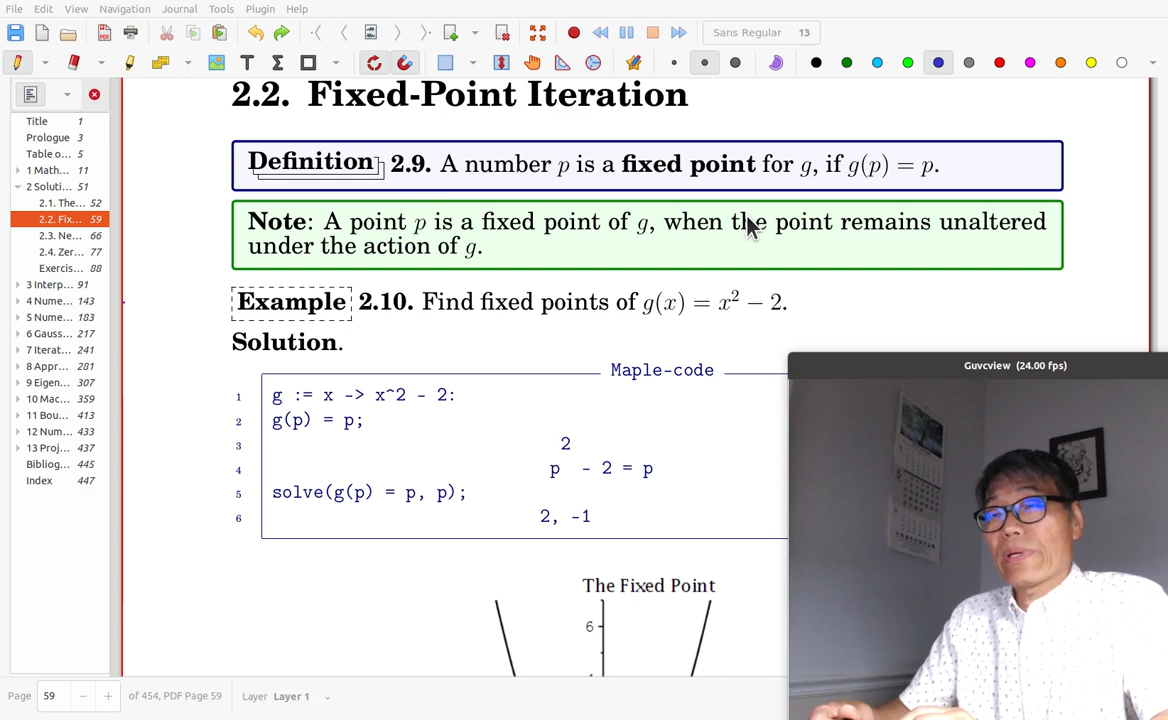 File Edit View Navigation Journal Tools Plugin Help
Sans Regular 13
Title 1
Prologue 3
Table o... 5
1 Math... 11
2 Soluti... 51
2.1. The... 52
2.2. Fix... 59
2.3. Ne... 66
2.4. Zer... 77
Exercis... 88
3 Interp... 91
4 Nume... 143
5 Nume... 183
6 Gauss... 217
7 Iterat... 241
8 Appr... 281
9 Eigen... 307
10 Mac... 359
11 Bou... 413
12 Num... 433
13 Proj... 437
Bibliog... 445
Index 447
2.2. Fixed-Point Iteration
Definition 2.9. A number p is a fixed point for g, if g(p) = p.
Note: A point p is a fixed point of g, when the point remains unaltered
under the action of g.
Example 2.10. Find fixed points of g(x) = x² − 2.
Solution.
Maple-code
1 g := x -> x^2 - 2:
2 g(p) = p;
3 2
4 p - 2 = p
5 solve(g(p) = p, p);
6 2, -1
The Fixed Point
6
Guvcview (24.00 fps)
Page 59 of 454, PDF Page 59 Layer Layer 1